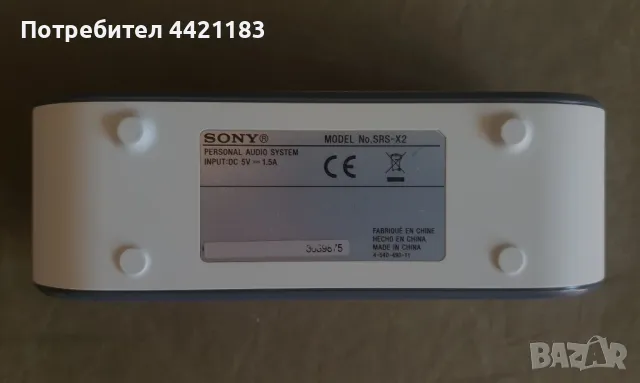 Потребител 4421183
SONY®
MODEL No.SRS-X2
PERSONAL AUDIO SYSTEM
INPUT:DC 5V ⎓ 1.5A
CE
FABRIQUÉ EN CHINE
HECHO EN CHINA
MADE IN CHINA
BAZAR